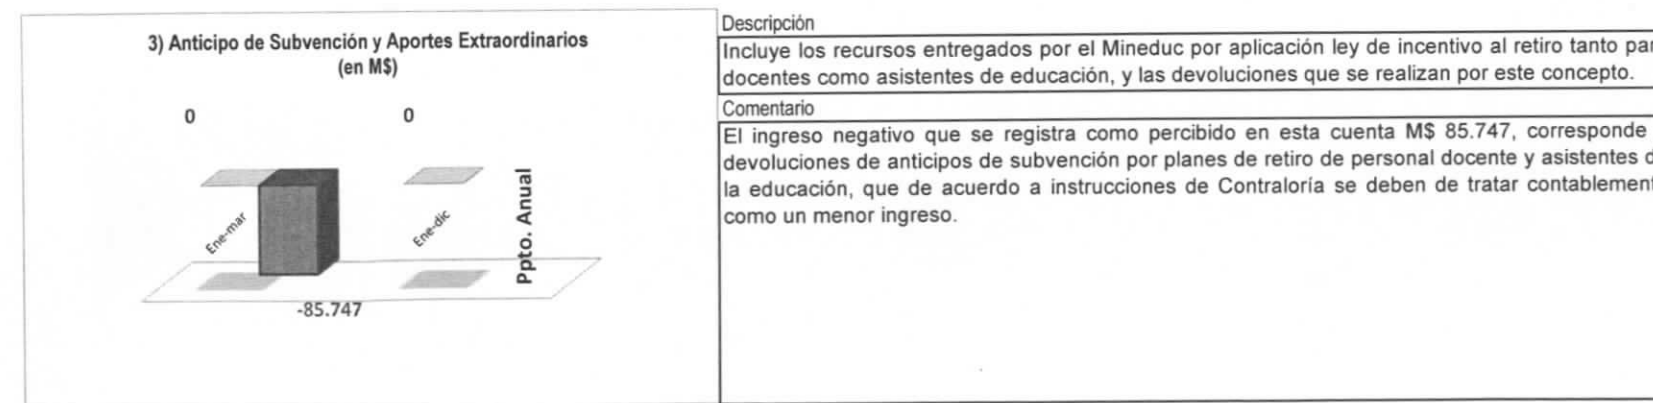 3) Anticipo de Subvención y Aportes Extraordinarios
(en M$)
0
0
Ene-mar
Ene-dic
Ppto. Anual
-85.747
Descripción
Incluye los recursos entregados por el Mineduc por aplicación ley de incentivo al retiro tanto par
docentes como asistentes de educación, y las devoluciones que se realizan por este concepto.
Comentario
El ingreso negativo que se registra como percibido en esta cuenta M$ 85.747, corresponde
devoluciones de anticipos de subvención por planes de retiro de personal docente y asistentes d
la educación, que de acuerdo a instrucciones de Contraloría se deben de tratar contablement
como un menor ingreso.